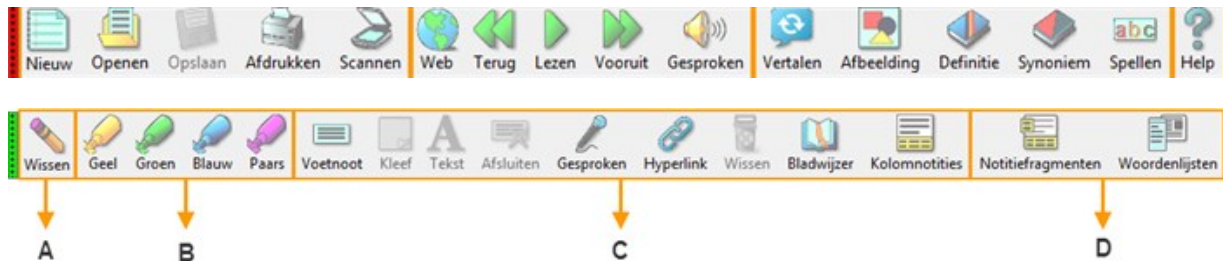 Nieuw Openen Opslaan Afdrukken Scannen Web Terug Lezen Vooruit Gesproken Vertalen Afbeelding Definitie Synoniem Spellen Help
abc
Wissen Geel Groen Blauw Paars Voetnoot Kleef Tekst Afsluiten Gesproken Hyperlink Wissen Bladwijzer Kolomnotities Notitiefragmenten Woordenlijsten
A B C D